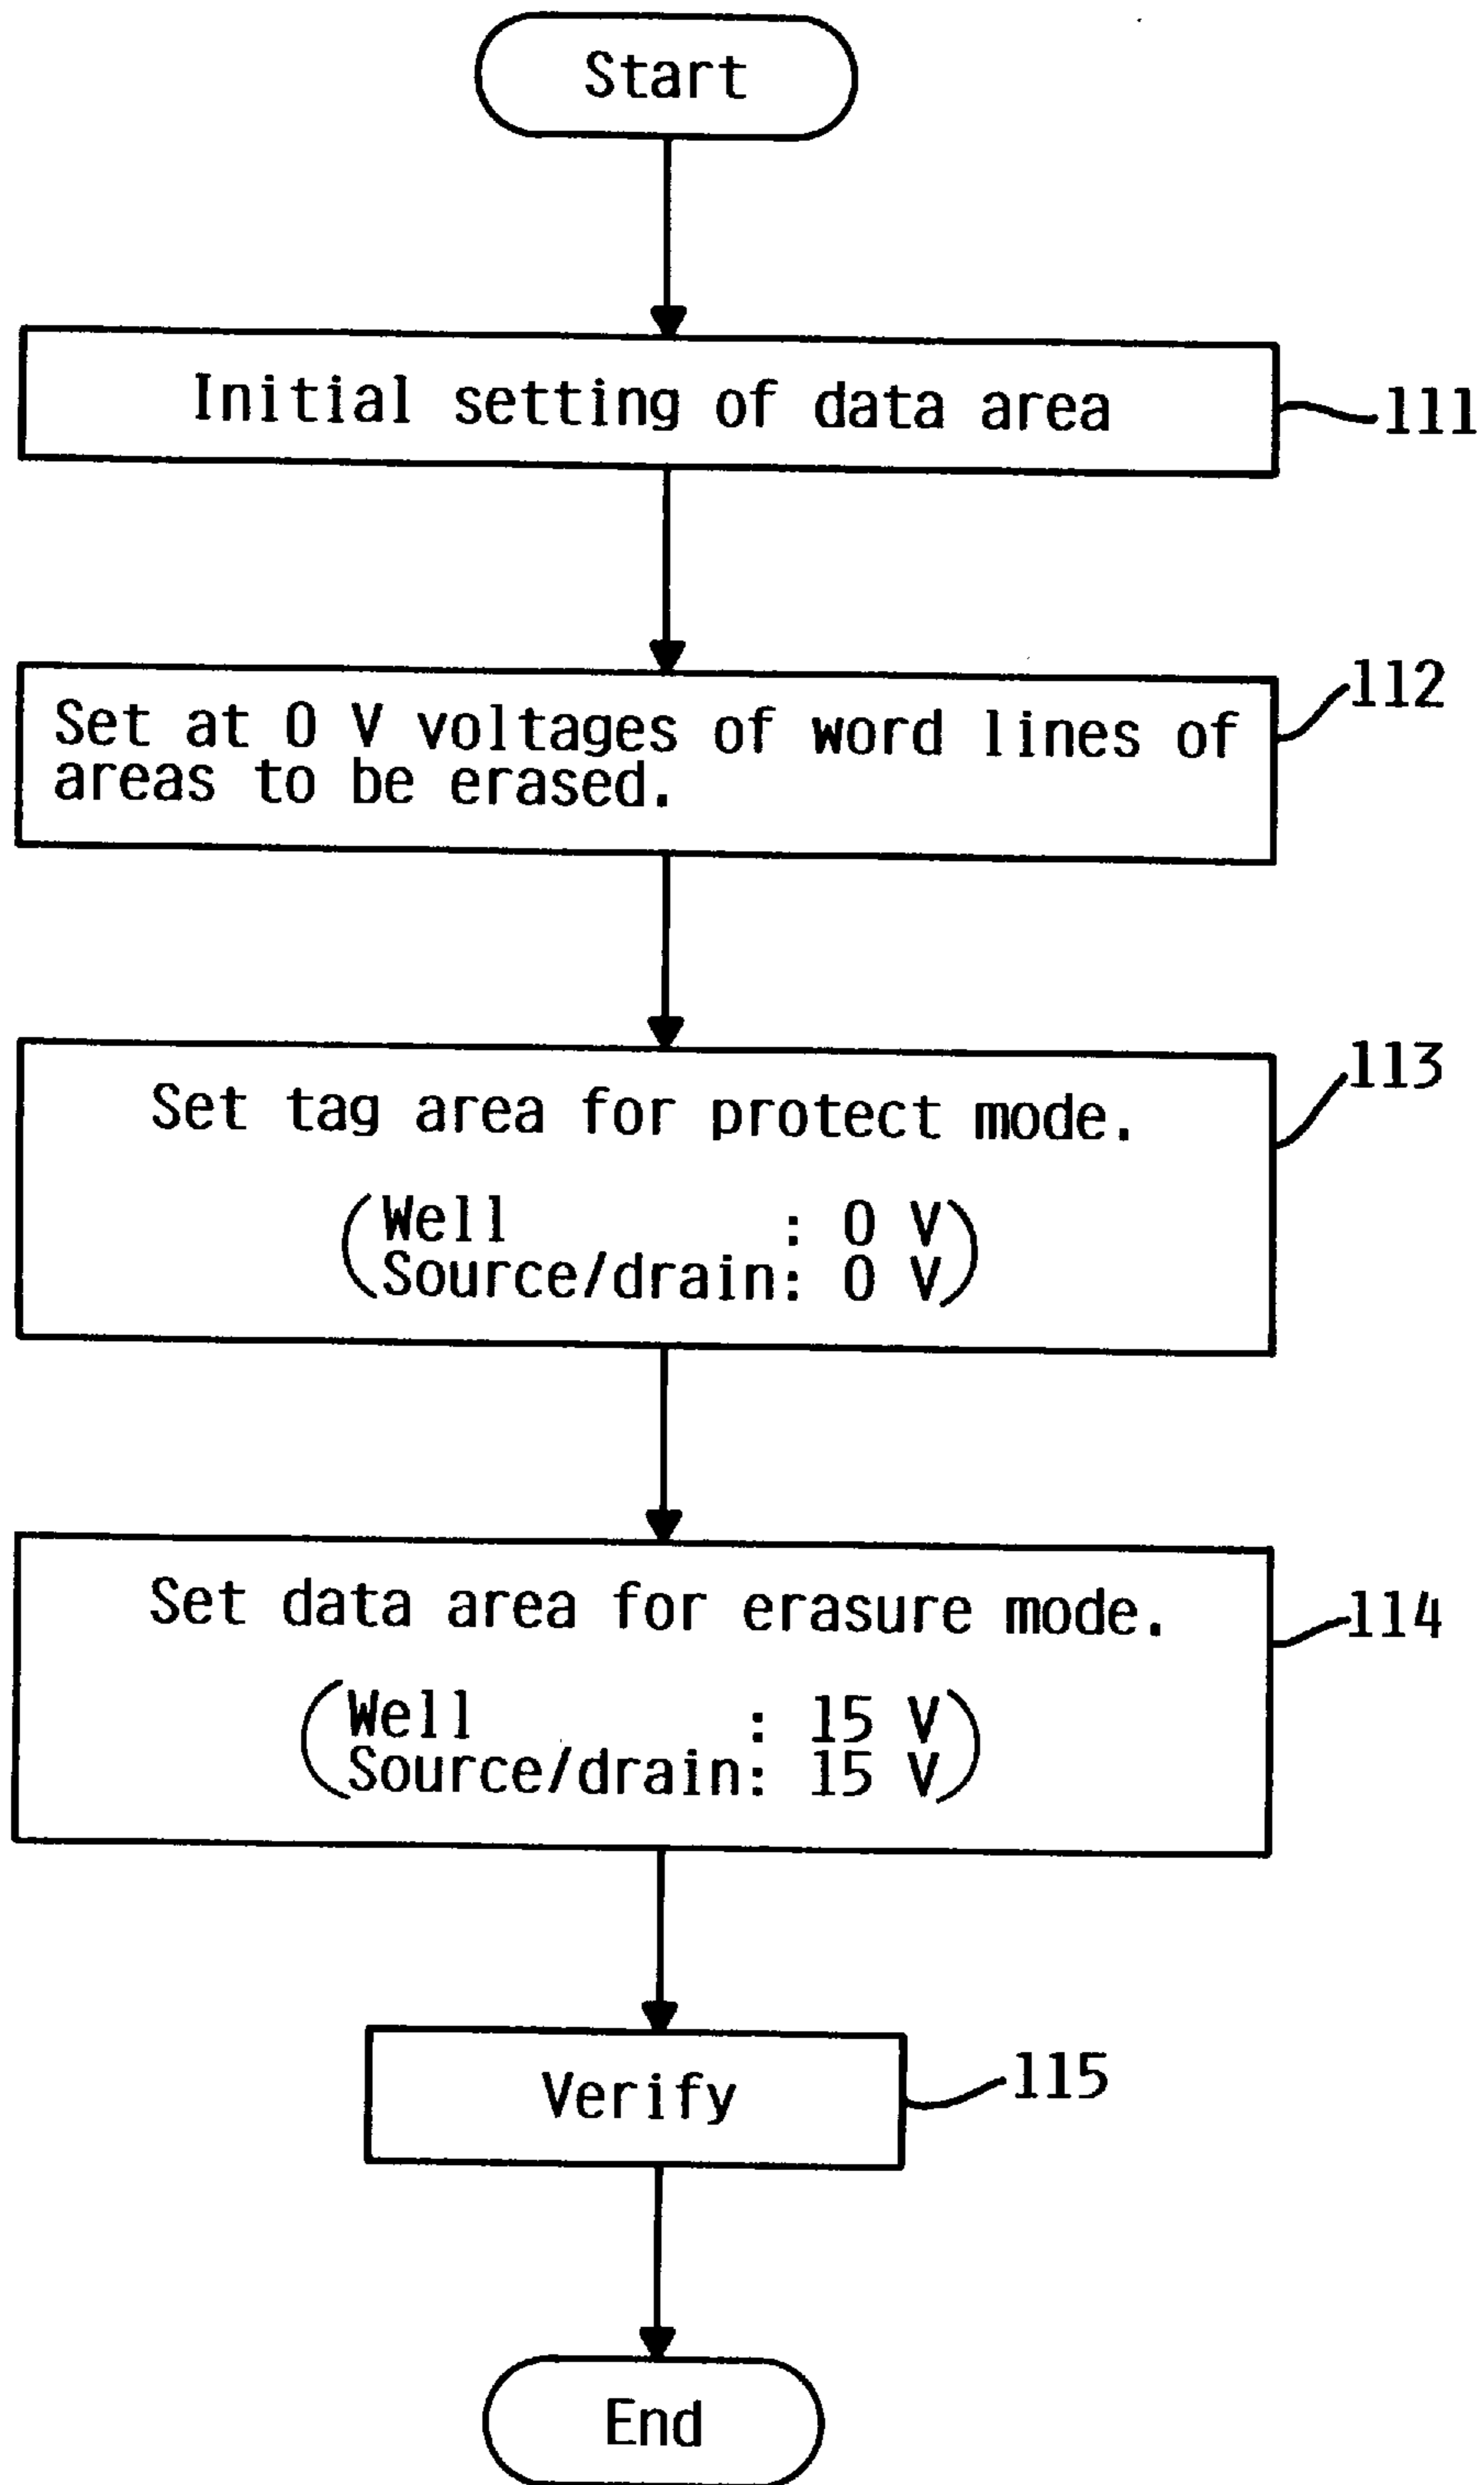 Start
Initial setting of data area
111
Set at 0 V voltages of word lines of
areas to be erased.
112
Set tag area for protect mode.
(Well : 0 V)
(Source/drain: 0 V)
113
Set data area for erasure mode.
(Well : 15 V)
(Source/drain: 15 V)
114
Verify
115
End